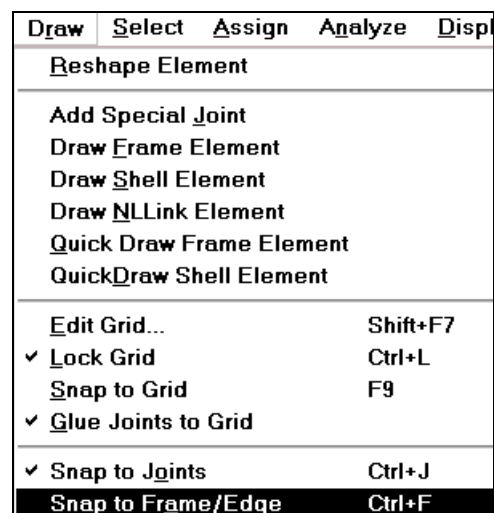 Draw Select Assign Analyze Displ
Reshape Element
Add Special Joint
Draw Frame Element
Draw Shell Element
Draw NLLink Element
Quick Draw Frame Element
QuickDraw Shell Element
Edit Grid... Shift+F7
✓ Lock Grid Ctrl+L
Snap to Grid F9
✓ Glue Joints to Grid
✓ Snap to Joints Ctrl+J
Snap to Frame/Edge Ctrl+F